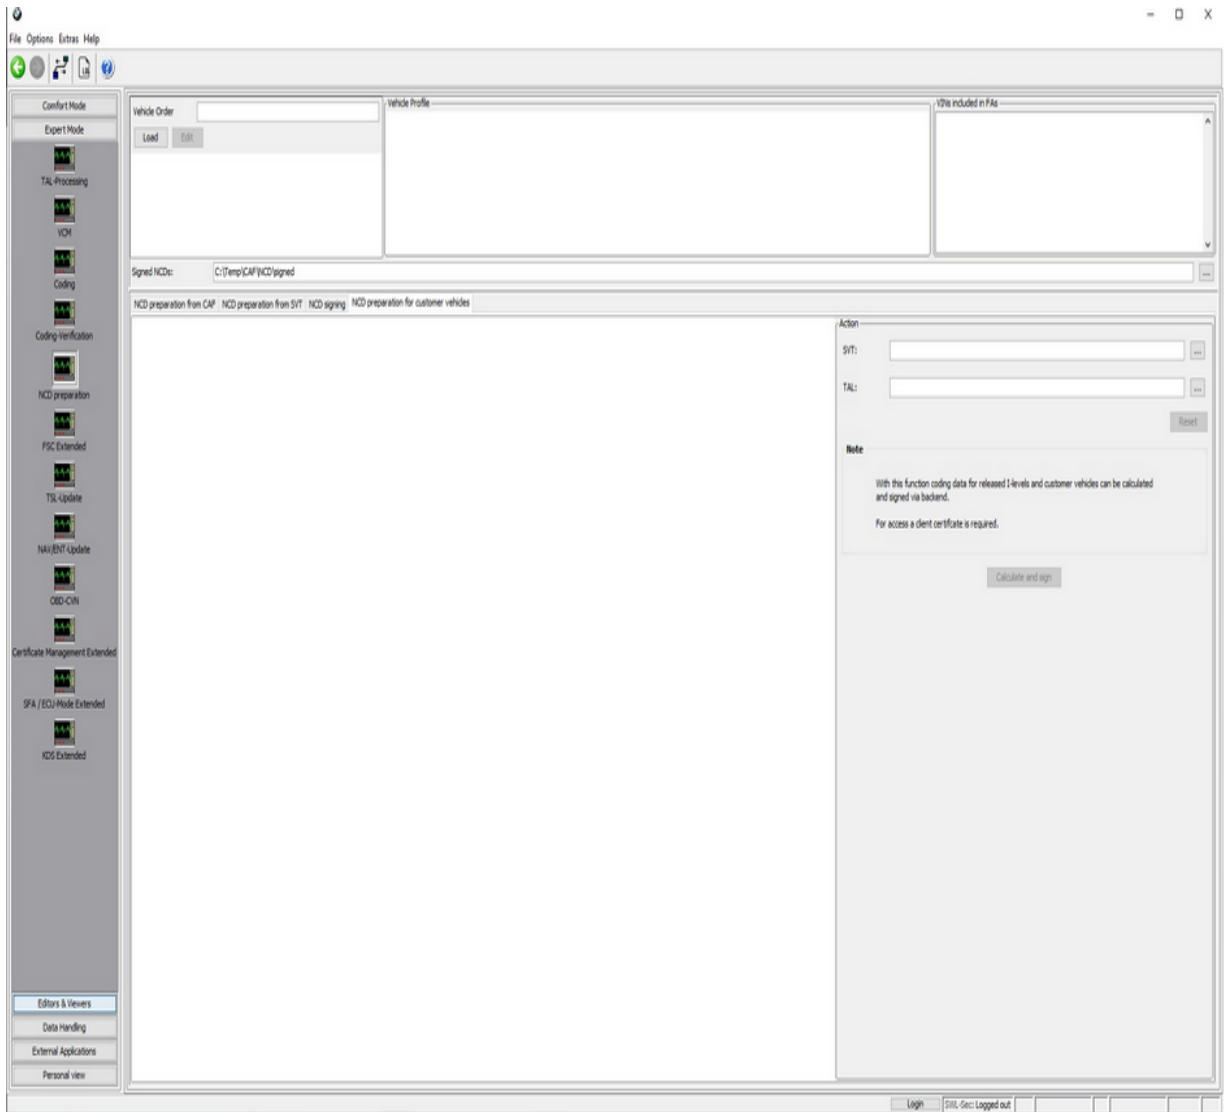 File Options Extras Help
Comfort Mode
Expert Mode
TAL-Processing
VCM
Coding
Coding-Verification
NCD preparation
FSC Extended
TSL-Update
NAV/ENT-Update
OBD-CVN
Certificate Management Extended
SFA / ECU-Mode Extended
KDS Extended
Editors & Viewers
Data Handling
External Applications
Personal view
Vehicle Order
Load Edit
Vehicle Profile
VINs included in FAs
Signed NCDs: C:\Temp\CAF\NCD\signed ...
NCD preparation from CAF NCD preparation from SVT NCD signing NCD preparation for customer vehicles
Action
SVT: ...
TAL: ...
Reset
Note
With this function coding data for released I-levels and customer vehicles can be calculated
and signed via backend.
For access a client certifcate is required.
Calculate and sign
Login SWL-Sec: Logged out